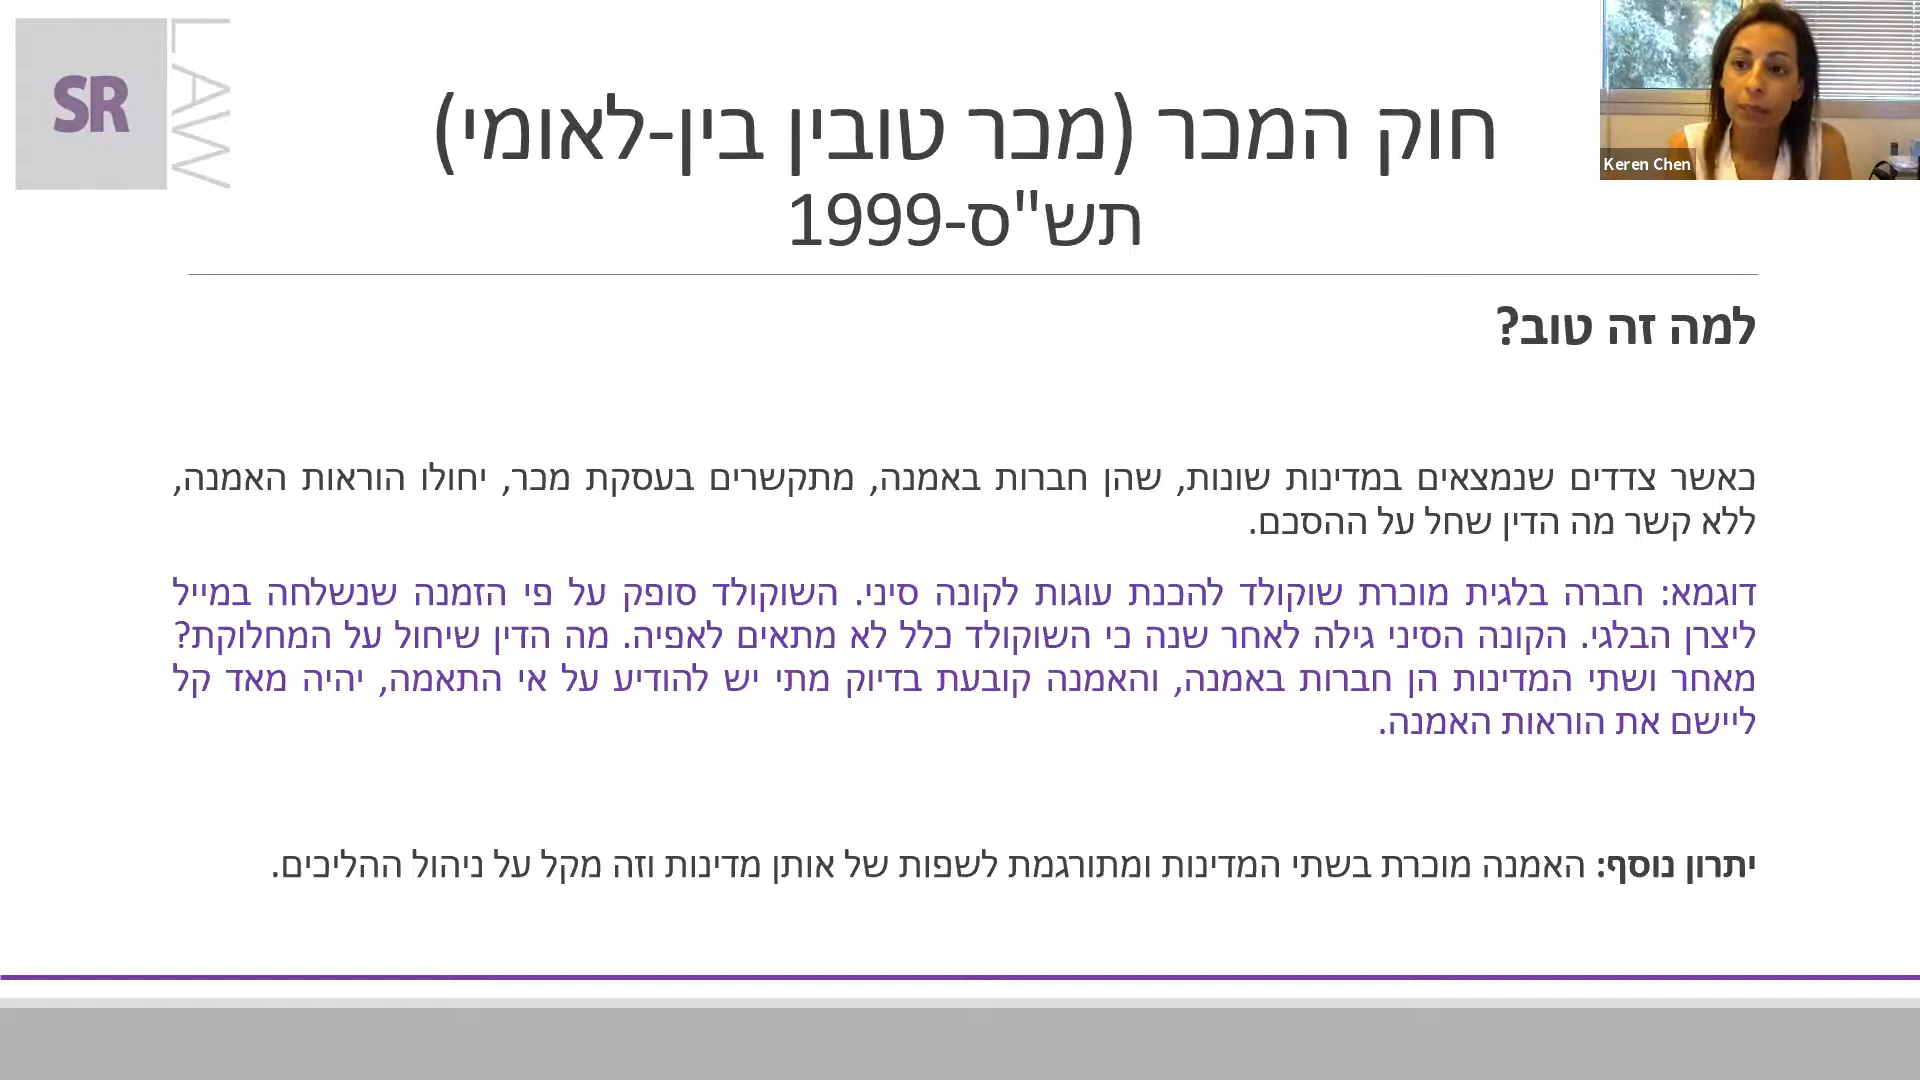 SR
LAW
חוק המכר (מכר טובין בין-לאומי)
תש"ס-1999
Keren Chen
למה זה טוב?
כאשר צדדים שנמצאים במדינות שונות, שהן חברות באמנה, מתקשרים בעסקת מכר, יחולו הוראות האמנה,
ללא קשר מה הדין שחל על ההסכם.
דוגמא: חברה בלגית מוכרת שוקולד להכנת עוגות לקונה סיני. השוקולד סופק על פי הזמנה שנשלחה במייל
ליצרן הבלגי. הקונה הסיני גילה לאחר שנה כי השוקולד כלל לא מתאים לאפיה. מה הדין שיחול על המחלוקת?
מאחר ושתי המדינות הן חברות באמנה, והאמנה קובעת בדיוק מתי יש להודיע על אי התאמה, יהיה מאד קל
ליישם את הוראות האמנה.
יתרון נוסף: האמנה מוכרת בשתי המדינות ומתורגמת לשפות של אותן מדינות וזה מקל על ניהול ההליכים.